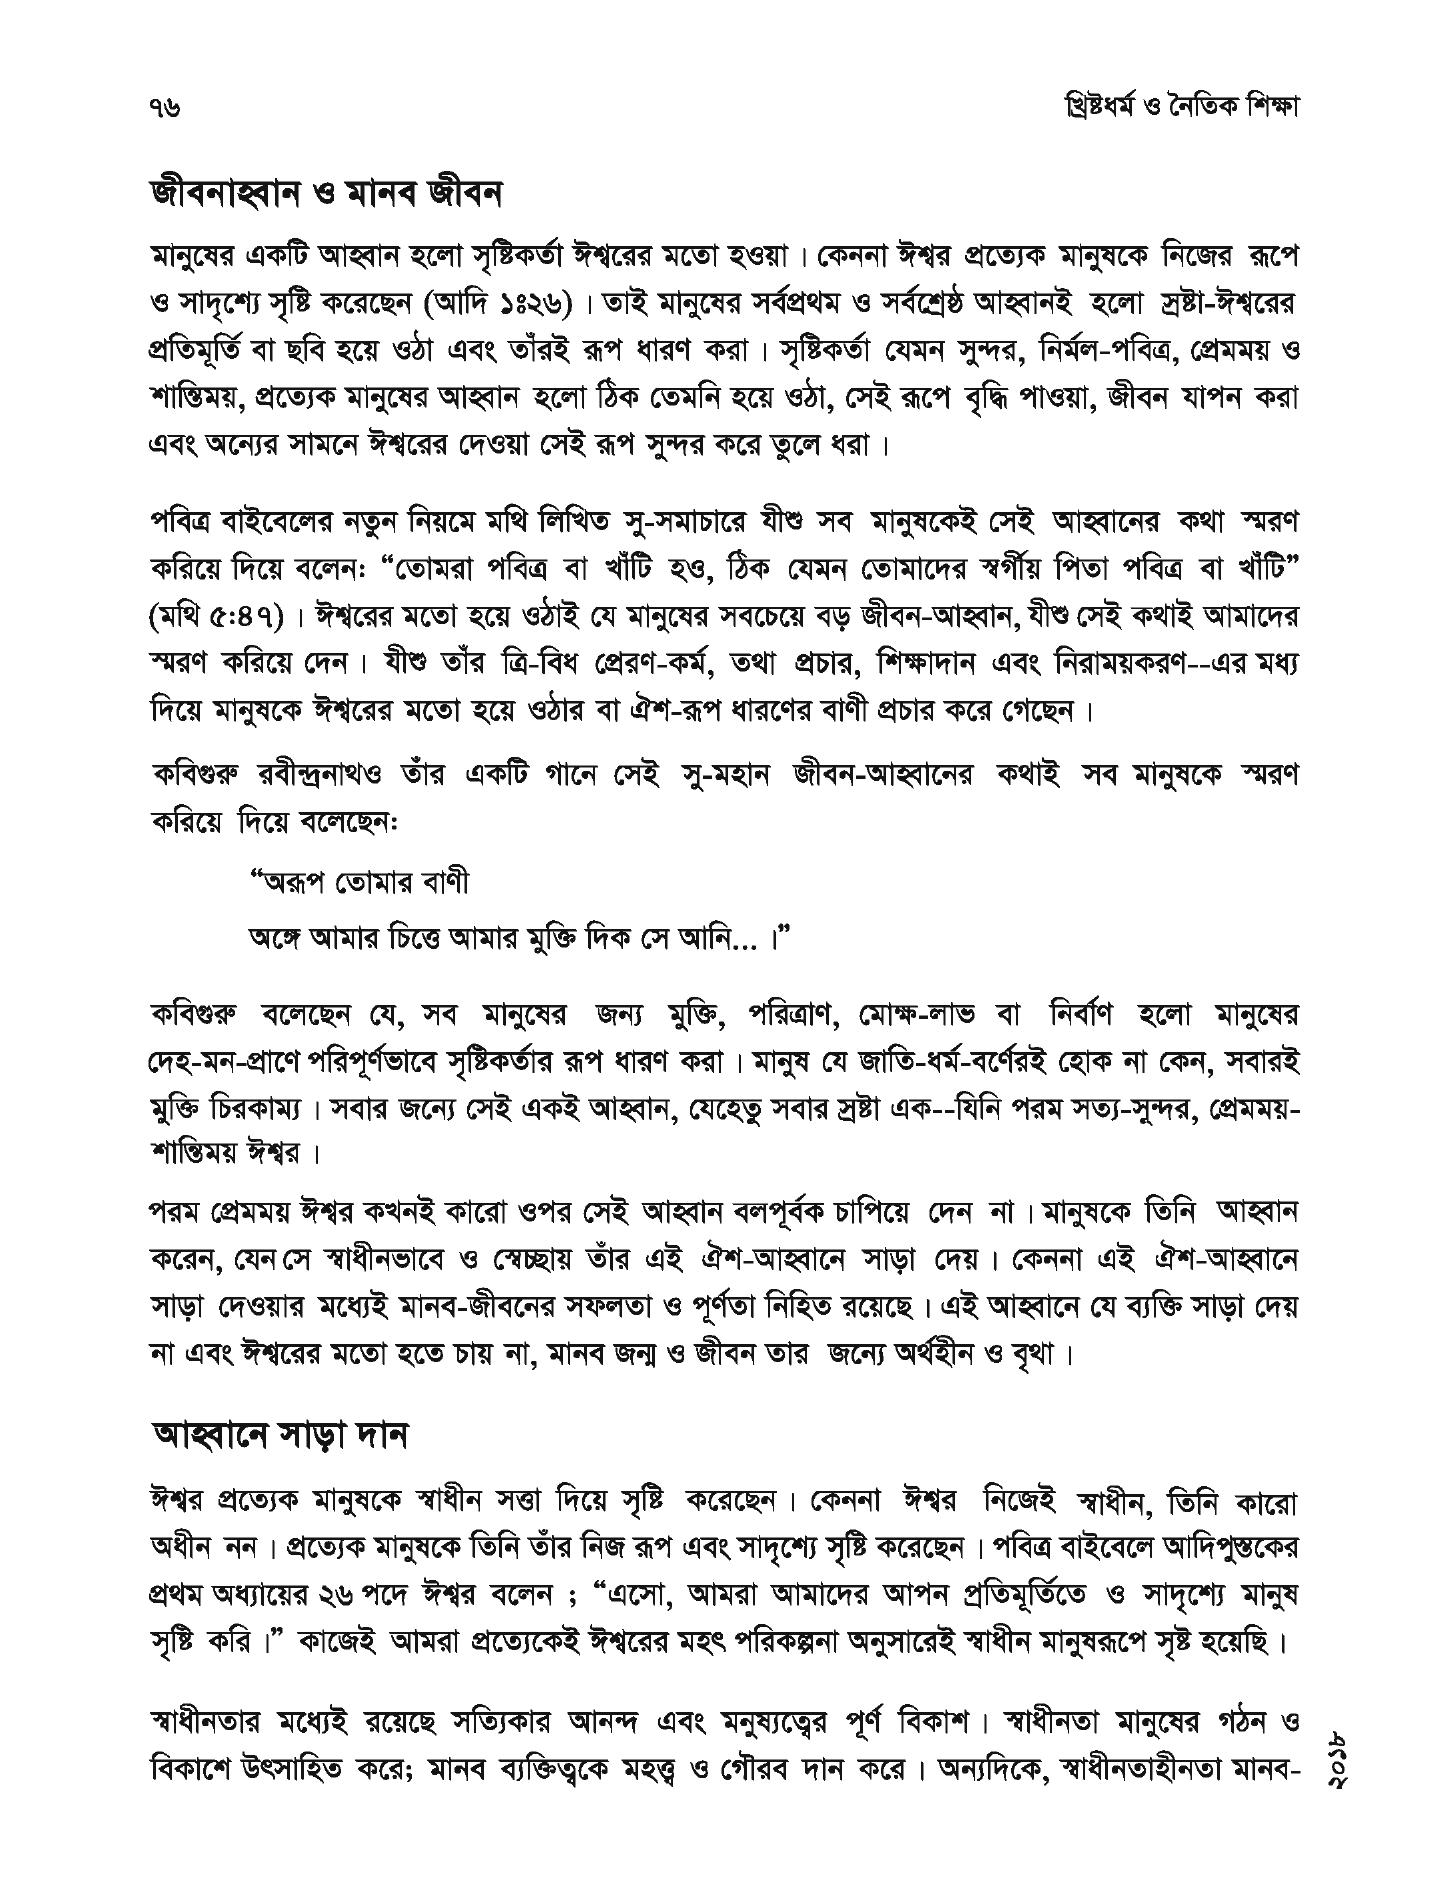 ৭৬
খ্রিষ্টধর্ম ও নৈতিক শিক্ষা
জীবনাহ্বান ও মানব জীবন
মানুষের একটি আহ্বান হলো সৃষ্টিকর্তা ঈশ্বরের মতো হওয়া। কেননা ঈশ্বর প্রত্যেক মানুষকে নিজের রূপে
ও সাদৃশ্যে সৃষ্টি করেছেন (আদি ১ঃ২৬)। তাই মানুষের সর্বপ্রথম ও সর্বশ্রেষ্ঠ আহ্বানই হলো স্রষ্টা-ঈশ্বরের
প্রতিমূর্তি বা ছবি হয়ে ওঠা এবং তাঁরই রূপ ধারণ করা। সৃষ্টিকর্তা যেমন সুন্দর, নির্মল-পবিত্র, প্রেমময় ও
শান্তিময়, প্রত্যেক মানুষের আহ্বান হলো ঠিক তেমনি হয়ে ওঠা, সেই রূপে বৃদ্ধি পাওয়া, জীবন যাপন করা
এবং অন্যের সামনে ঈশ্বরের দেওয়া সেই রূপ সুন্দর করে তুলে ধরা।
পবিত্র বাইবেলের নতুন নিয়মে মথি লিখিত সু-সমাচারে যীশু সব মানুষকেই সেই আহ্বানের কথা স্মরণ
করিয়ে দিয়ে বলেন: “তোমরা পবিত্র বা খাঁটি হও, ঠিক যেমন তোমাদের স্বর্গীয় পিতা পবিত্র বা খাঁটি”
(মথি ৫:৪৭)। ঈশ্বরের মতো হয়ে ওঠাই যে মানুষের সবচেয়ে বড় জীবন-আহ্বান, যীশু সেই কথাই আমাদের
স্মরণ করিয়ে দেন। যীশু তাঁর ত্রি-বিধ প্রেরণ-কর্ম, তথা প্রচার, শিক্ষাদান এবং নিরাময়করণ--এর মধ্য
দিয়ে মানুষকে ঈশ্বরের মতো হয়ে ওঠার বা ঐশ-রূপ ধারণের বাণী প্রচার করে গেছেন।
কবিগুরু রবীন্দ্রনাথও তাঁর একটি গানে সেই সু-মহান জীবন-আহ্বানের কথাই সব মানুষকে স্মরণ
করিয়ে দিয়ে বলেছেন:
“অরূপ তোমার বাণী
অঙ্গে আমার চিত্তে আমার মুক্তি দিক সে আনি... ।”
কবিগুরু বলেছেন যে, সব মানুষের জন্য মুক্তি, পরিত্রাণ, মোক্ষ-লাভ বা নির্বাণ হলো মানুষের
দেহ-মন-প্রাণে পরিপূর্ণভাবে সৃষ্টিকর্তার রূপ ধারণ করা। মানুষ যে জাতি-ধর্ম-বর্ণেরই হোক না কেন, সবারই
মুক্তি চিরকাম্য। সবার জন্যে সেই একই আহ্বান, যেহেতু সবার স্রষ্টা এক--যিনি পরম সত্য-সুন্দর, প্রেমময়-
শান্তিময় ঈশ্বর।
পরম প্রেমময় ঈশ্বর কখনই কারো ওপর সেই আহ্বান বলপূর্বক চাপিয়ে দেন না। মানুষকে তিনি আহ্বান
করেন, যেন সে স্বাধীনভাবে ও স্বেচ্ছায় তাঁর এই ঐশ-আহ্বানে সাড়া দেয়। কেননা এই ঐশ-আহ্বানে
সাড়া দেওয়ার মধ্যেই মানব-জীবনের সফলতা ও পূর্ণতা নিহিত রয়েছে। এই আহ্বানে যে ব্যক্তি সাড়া দেয়
না এবং ঈশ্বরের মতো হতে চায় না, মানব জন্ম ও জীবন তার জন্যে অর্থহীন ও বৃথা।
আহ্বানে সাড়া দান
ঈশ্বর প্রত্যেক মানুষকে স্বাধীন সত্তা দিয়ে সৃষ্টি করেছেন। কেননা ঈশ্বর নিজেই স্বাধীন, তিনি কারো
অধীন নন। প্রত্যেক মানুষকে তিনি তাঁর নিজ রূপ এবং সাদৃশ্যে সৃষ্টি করেছেন। পবিত্র বাইবেলে আদিপুস্তকের
প্রথম অধ্যায়ের ২৬ পদে ঈশ্বর বলেন ; “এসো, আমরা আমাদের আপন প্রতিমূর্তিতে ও সাদৃশ্যে মানুষ
সৃষ্টি করি।” কাজেই আমরা প্রত্যেকেই ঈশ্বরের মহৎ পরিকল্পনা অনুসারেই স্বাধীন মানুষরূপে সৃষ্ট হয়েছি।
স্বাধীনতার মধ্যেই রয়েছে সত্যিকার আনন্দ এবং মনুষ্যত্বের পূর্ণ বিকাশ। স্বাধীনতা মানুষের গঠন ও
বিকাশে উৎসাহিত করে; মানব ব্যক্তিত্বকে মহত্ত্ব ও গৌরব দান করে। অন্যদিকে, স্বাধীনতাহীনতা মানব-
২০১৮